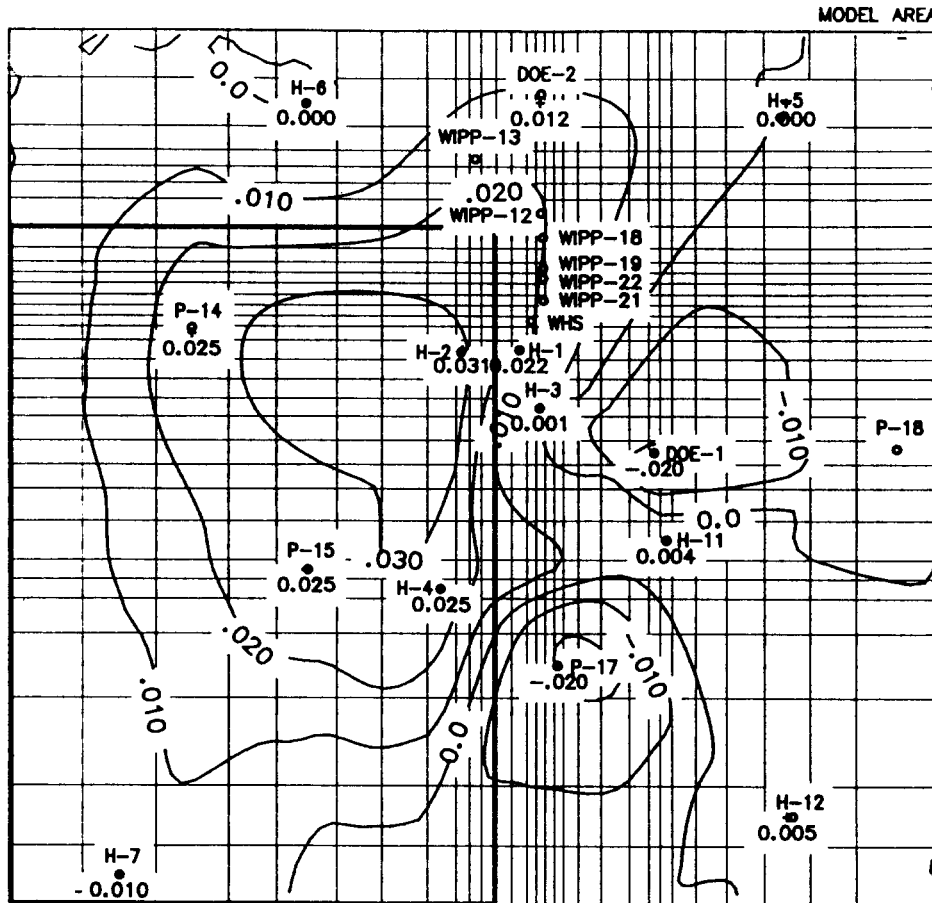 MODEL AREA
DOE-2
H-6
0.0
0.000
0.012
H-5
0.000
WIPP-13
.010
.020
WIPP-12
WIPP-18
WIPP-19
WIPP-22
WIPP-21
P-14
0.025
WHS
H-2
0.031
H-1
0.022
H-3
0.001
.010
-.010
P-18
DOE-1
-.020
0.0
H-11
0.004
.030
P-15
0.025
H-4
0.025
.020
P-17
-.020
-.010
.010
0.0
H-12
0.005
H-7
-0.010